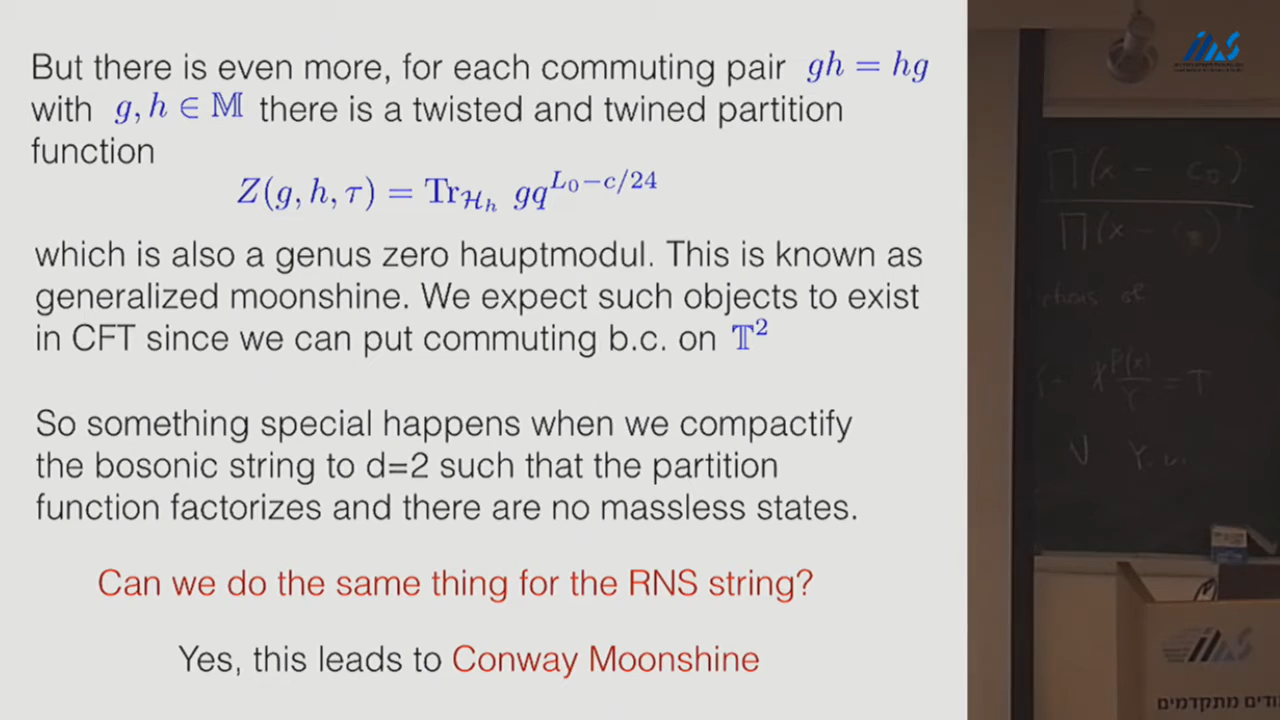 But there is even more, for each commuting pair gh = hg
with g, h ∈ 𝕄 there is a twisted and twined partition
function
Z(g, h, τ) = Tr_{ℋ_h} gq^{L_0−c/24}
which is also a genus zero hauptmodul. This is known as
generalized moonshine. We expect such objects to exist
in CFT since we can put commuting b.c. on 𝕋²
So something special happens when we compactify
the bosonic string to d=2 such that the partition
function factorizes and there are no massless states.
Can we do the same thing for the RNS string?
Yes, this leads to Conway Moonshine
IIAS
∏(x −
∏(x −
of
P(x)
= T